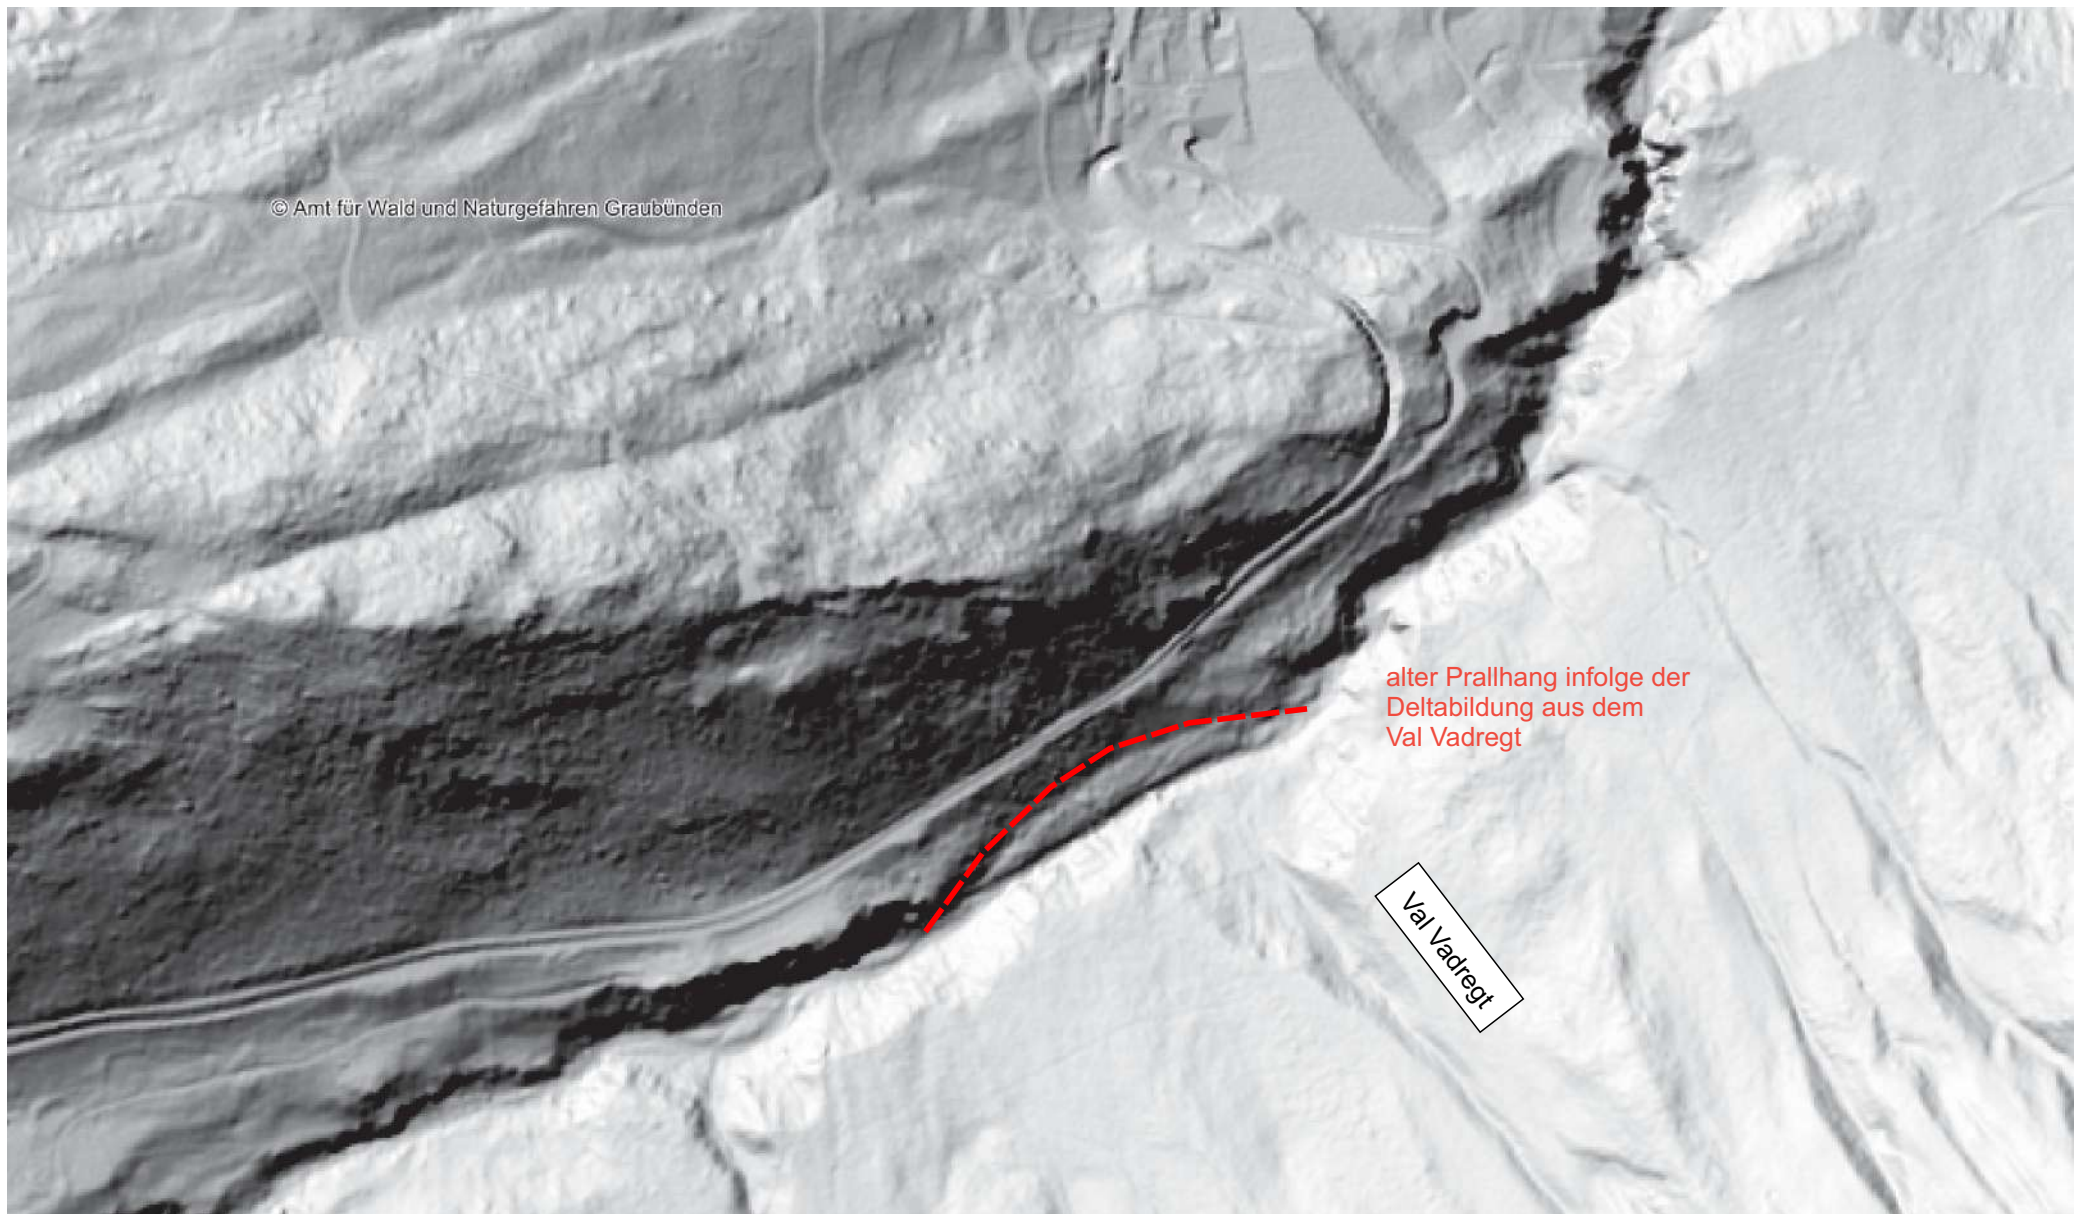 © Amt für Wald und Naturgefahren Graubünden
alter Prallhang infolge der
Deltabildung aus dem
Val Vadregt
Val Vadregt